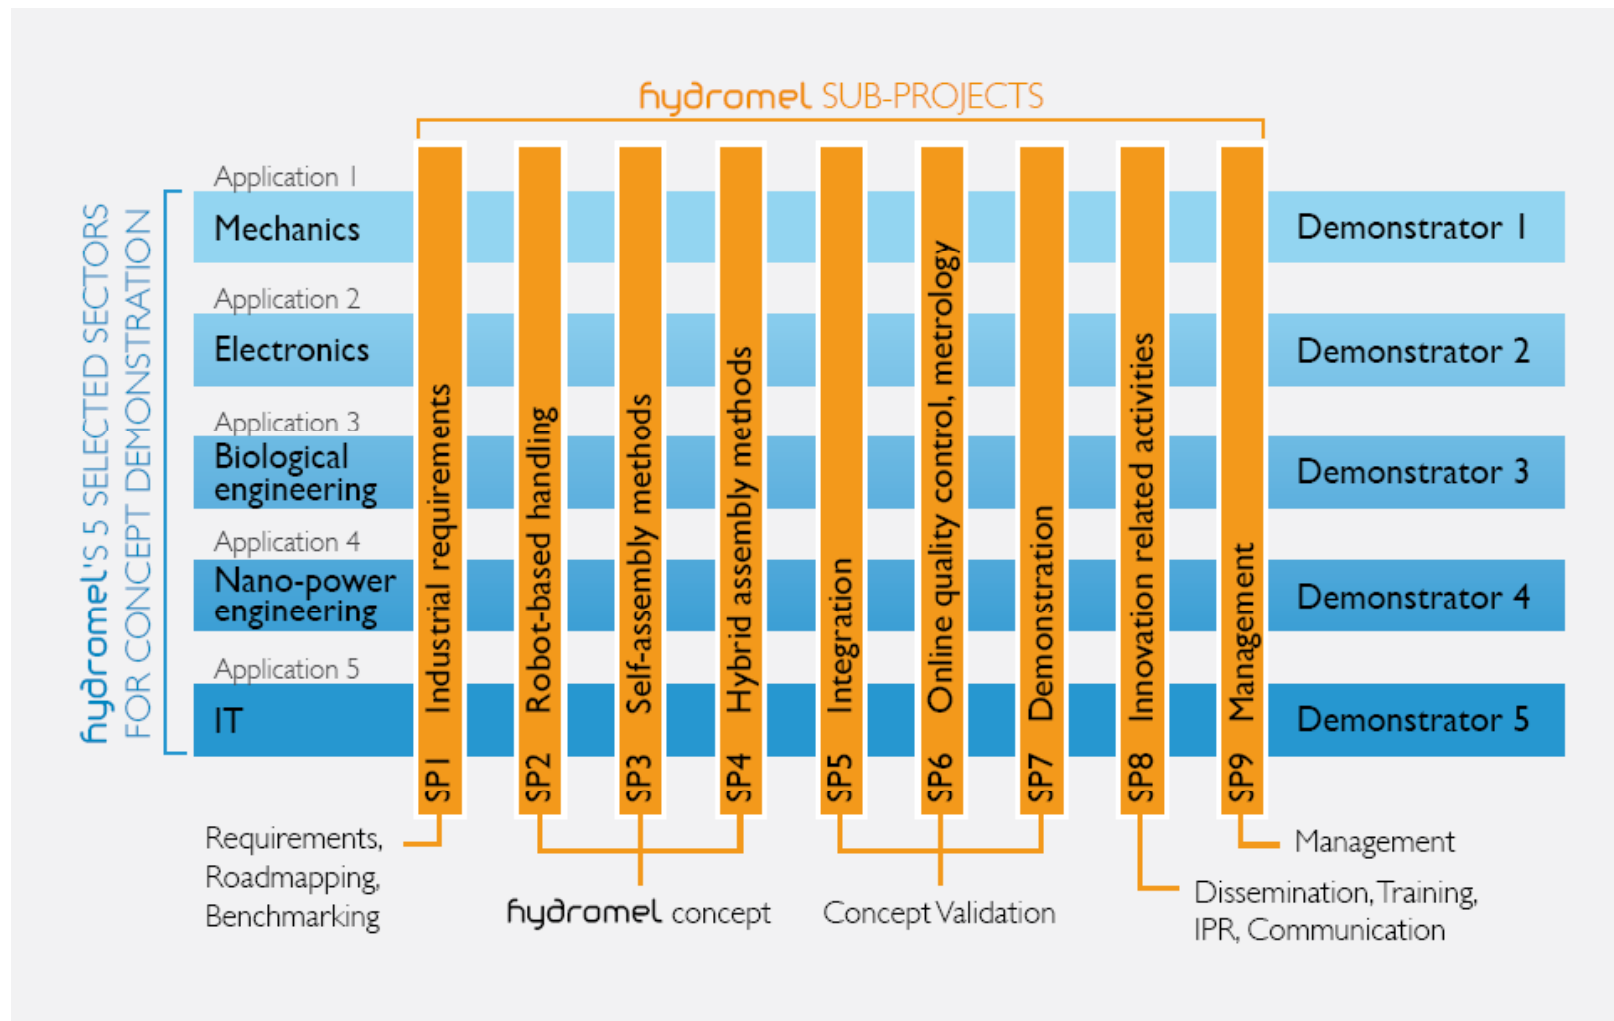 hydromel SUB-PROJECTS
hydromel'S 5 SELECTED SECTORS
FOR CONCEPT DEMONSTRATION
Application 1
Mechanics
Demonstrator 1
Application 2
Electronics
Demonstrator 2
Application 3
Biological
engineering
Demonstrator 3
Application 4
Nano-power
engineering
Demonstrator 4
Application 5
IT
Demonstrator 5
SP1 Industrial requirements
SP2 Robot-based handling
SP3 Self-assembly methods
SP4 Hybrid assembly methods
SP5 Integration
SP6 Online quality control, metrology
SP7 Demonstration
SP8 Innovation related activities
SP9 Management
Requirements,
Roadmapping,
Benchmarking
hydromel concept
Concept Validation
Management
Dissemination, Training,
IPR, Communication